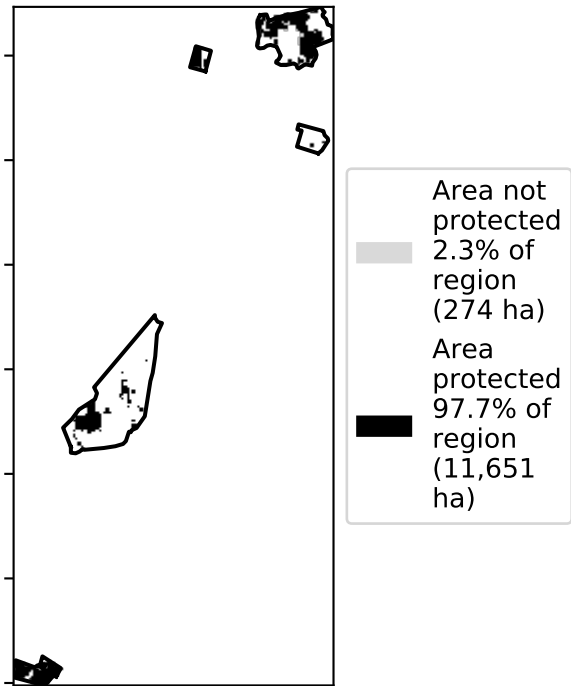 Area not
protected
2.3% of
region
(274 ha)
Area
protected
97.7% of
region
(11,651
ha)